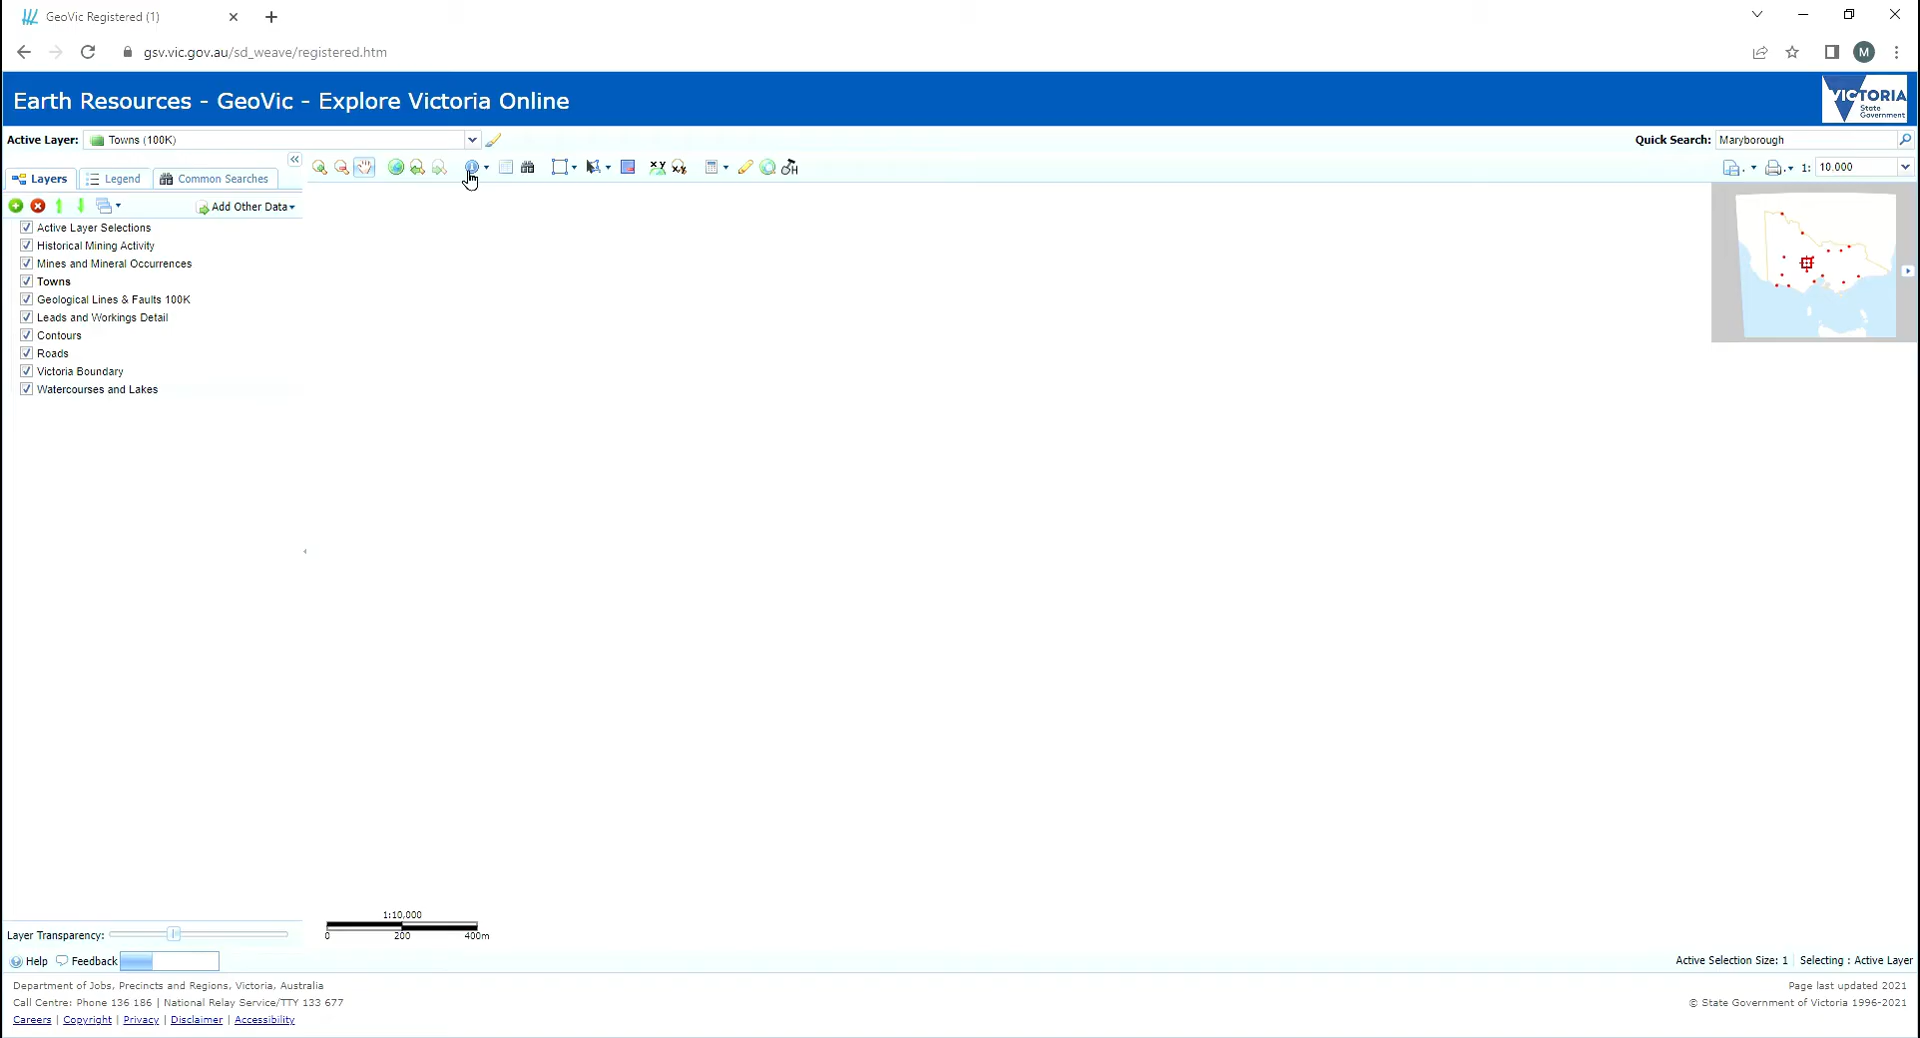 GeoVic Registered (1)
gsv.vic.gov.au/sd_weave/registered.htm
M
Earth Resources - GeoVic - Explore Victoria Online
VICTORIA
State
Government
Active Layer: Towns (100K)
Quick Search: Maryborough
Layers Legend Common Searches
1: 10,000
Add Other Data
Active Layer Selections
Historical Mining Activity
Mines and Mineral Occurrences
Towns
Geological Lines & Faults 100K
Leads and Workings Detail
Contours
Roads
Victoria Boundary
Watercourses and Lakes
1:10,000
0 200 400m
Layer Transparency:
Help Feedback
Active Selection Size: 1 Selecting : Active Layer
Department of Jobs, Precincts and Regions, Victoria, Australia
Page last updated 2021
Call Centre: Phone 136 186 | National Relay Service/TTY 133 677
© State Government of Victoria 1996-2021
Careers | Copyright | Privacy | Disclaimer | Accessibility